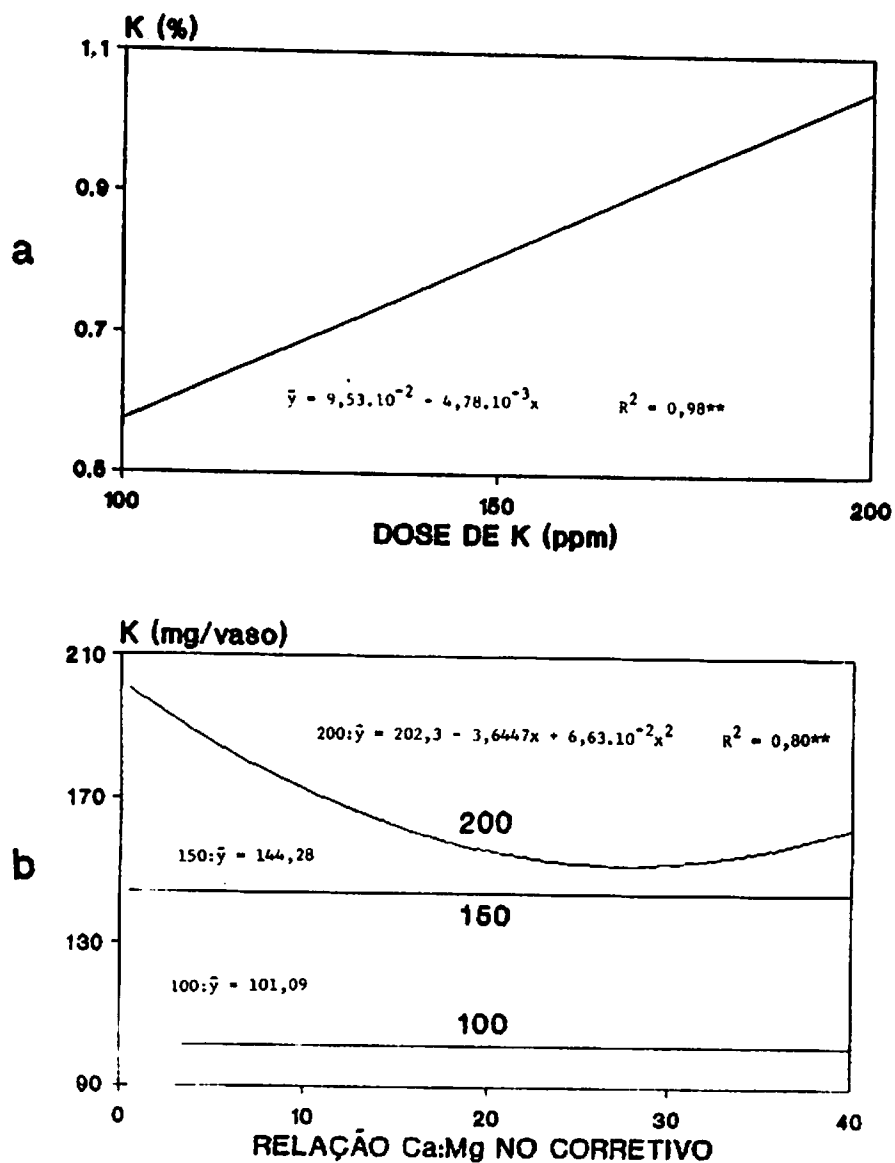 K (%)
1,1
0.9
a
0.7
ȳ = 9,53.10⁻² - 4,78.10⁻³x R² = 0,98**
0.5
100 150 200
DOSE DE K (ppm)
K (mg/vaso)
210
200:ŷ = 202,3 - 3,6447x + 6,63.10⁻²x² R² = 0,80**
170
200
b
150:ȳ = 144,28
150
130
100:ȳ = 101,09
100
90
0 10 20 30 40
RELAÇÃO Ca:Mg NO CORRETIVO